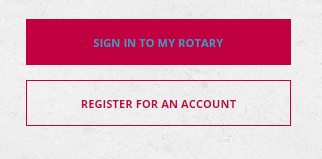 SIGN IN TO MY ROTARY
REGISTER FOR AN ACCOUNT